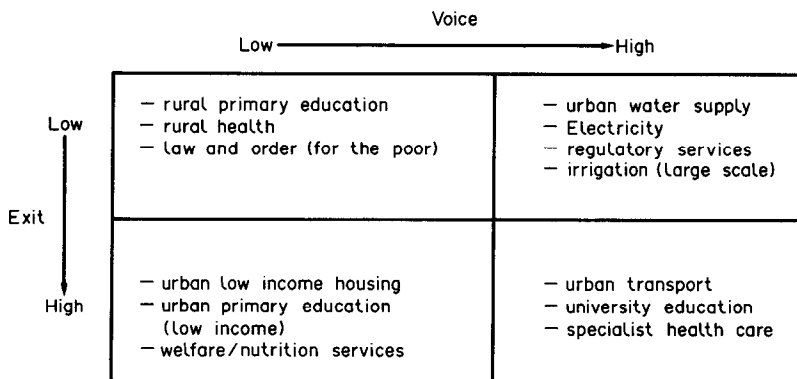 Voice
Low High
— rural primary education
— rural health
— law and order (for the poor)
— urban water supply
— Electricity
— regulatory services
— irrigation (large scale)
Low
Exit
High
— urban low income housing
— urban primary education
(low income)
— welfare/nutrition services
— urban transport
— university education
— specialist health care